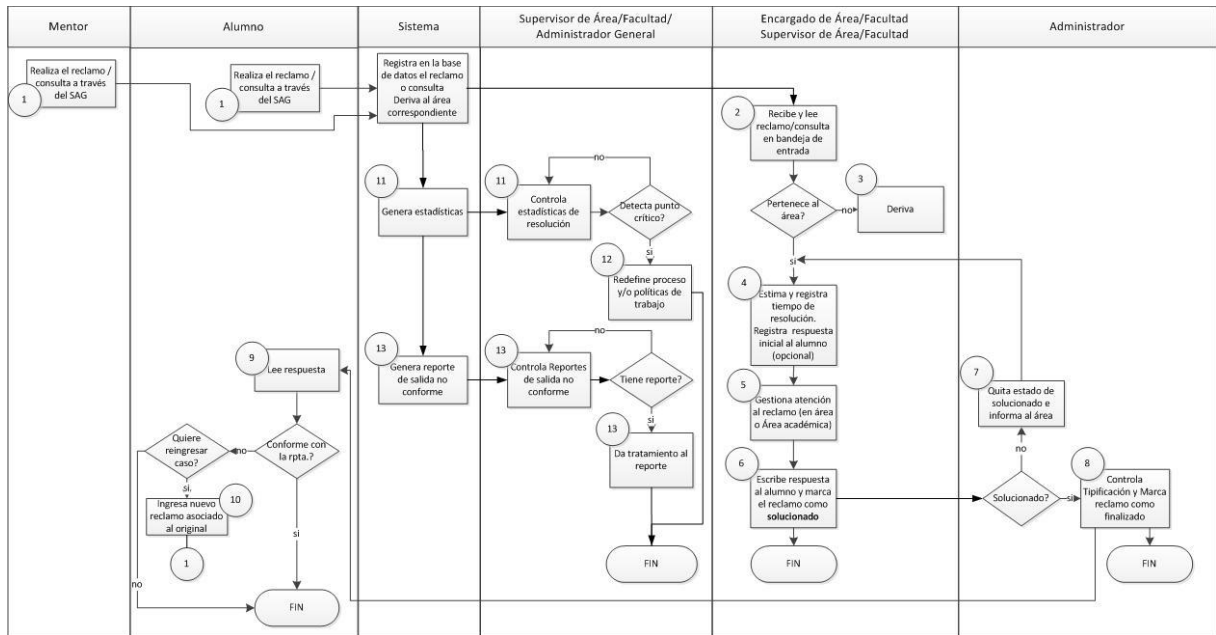 Mentor
Alumno
Sistema
Supervisor de Área/Facultad/
Administrador General
Encargado de Área/Facultad
Supervisor de Área/Facultad
Administrador
Realiza el reclamo /
consulta a través
del SAG
1
Realiza el reclamo /
consulta a través
del SAG
1
Registra en la base
de datos el reclamo
o consulta
Deriva al área
correspondiente
2
Recibe y lee
reclamo/consulta
en bandeja de
entrada
11
Genera estadísticas
11
Controla
estadísticas de
resolución
no
Detecta punto
crítico?
si
12
Redefine proceso
y/o políticas de
trabajo
Pertenece al
área?
no
3
Deriva
si
4
Estima y registra
tiempo de
resolución.
Registra respuesta
inicial al alumno
(opcional)
9
Lee respuesta
13
Genera reporte
de salida no
conforme
13
Controla Reportes
de salida no
conforme
no
Tiene reporte?
si
13
Da tratamiento al
reporte
5
Gestiona atención
al reclamo (en área
o Área académica)
7
Quita estado de
solucionado e
informa al área
no
Quiere
reingresar
caso?
no
Conforme con
la rpta.?
si.
10
Ingresa nuevo
reclamo asociado
al original
1
si
no
FIN
6
Escribe respuesta
al alumno y marca
el reclamo como
solucionado
Solucionado?
si
8
Controla
Tipificación y Marca
reclamo como
finalizado
FIN
FIN
FIN